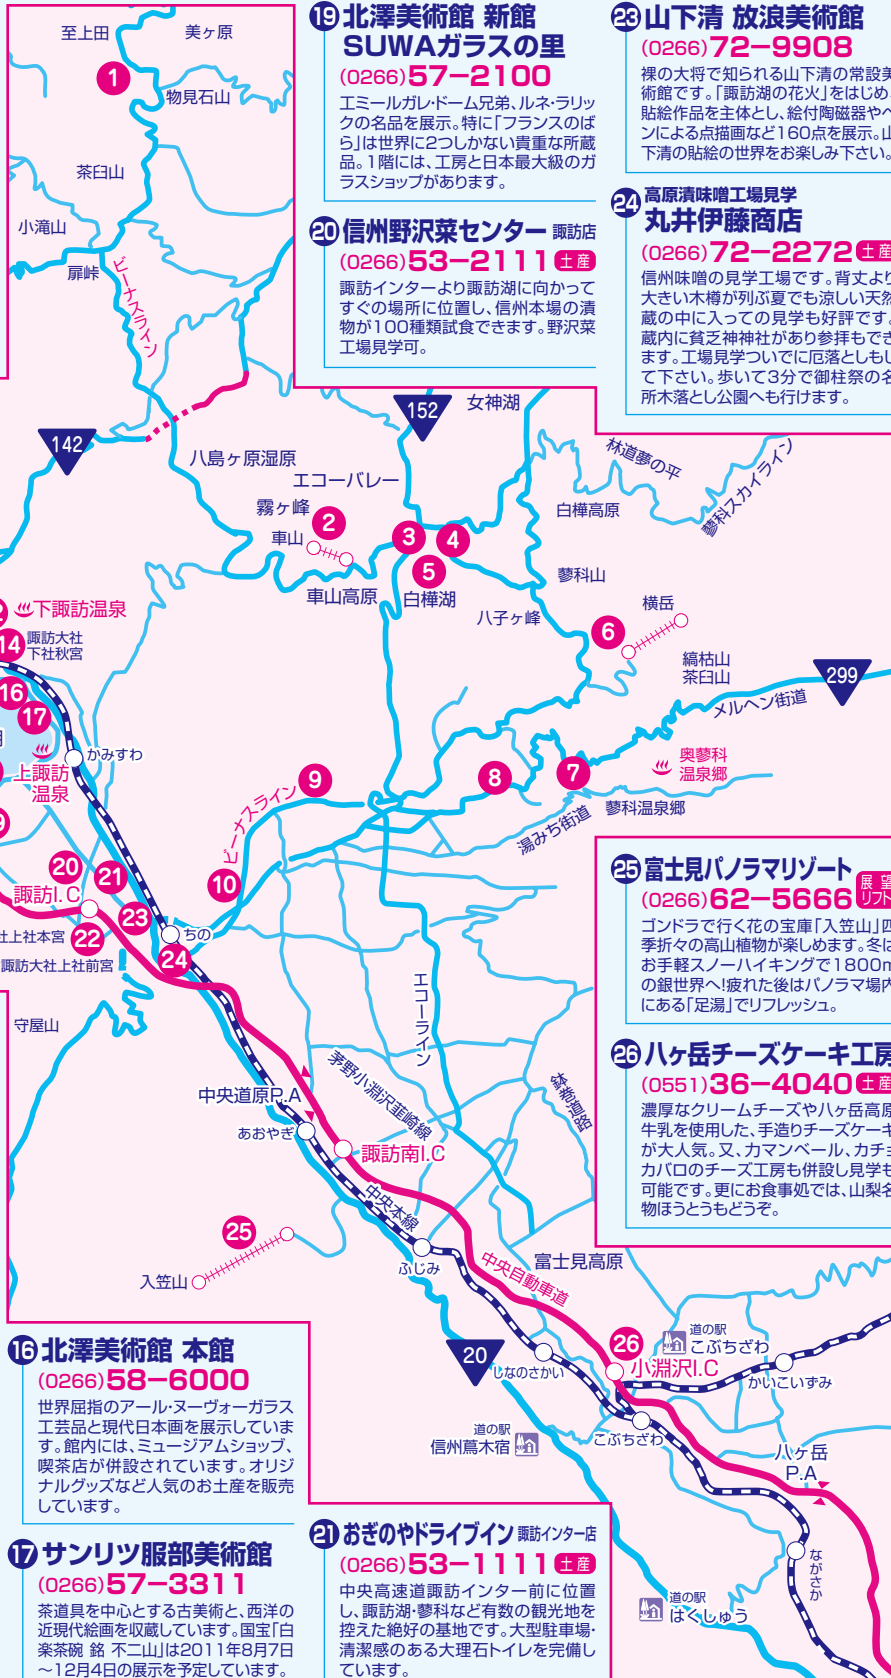 至上田
美ヶ原
1
物見石山
茶臼山
小滝山
扉峠
ビーナスライン
19 北澤美術館 新館
SUWAガラスの里
(0266)57−2100
エミールガレ・ドーム兄弟、ルネ・ラリッ
クの名品を展示。特に「フランスのば
ら」は世界に2つしかない貴重な所蔵
品。1階には、工房と日本最大級のガ
ラスショップがあります。
20 信州野沢菜センター 諏訪店
(0266)53−2111 土産
諏訪インターより諏訪湖に向かって
すぐの場所に位置し、信州本場の漬
物が100種類試食できます。野沢菜
工場見学可。
23 山下清 放浪美術館
(0266)72−9908
裸の大将で知られる山下清の常設美
術館です。「諏訪湖の花火」をはじめ、
貼絵作品を主体とし、絵付陶磁器やペ
ンによる点描画など160点を展示。山
下清の貼絵の世界をお楽しみ下さい。
24 高原漬味噌工場見学
丸井伊藤商店
(0266)72−2272 土産
信州味噌の見学工場です。背丈より
大きい木樽が列ぶ夏でも涼しい天然
蔵の中に入っての見学も好評です。
蔵内に貧乏神神社があり参拝もでき
ます。工場見学ついでに厄落としもし
て下さい。歩いて3分で御柱祭の名
所木落とし公園へも行けます。
142
152
女神湖
八島ヶ原湿原
エコーバレー
霧ヶ峰
2
車山
車山高原
3
4
5
白樺湖
林道夢の平
蓼科スカイライン
白樺高原
蓼科山
八子ヶ峰
6
横岳
縞枯山
茶臼山
299
メルヘン街道
奥蓼科
温泉郷
7
8
蓼科温泉郷
湯みち街道
9
ビーナスライン
10
下諏訪温泉
14 諏訪大社
下社秋宮
16
17
かみすわ
上諏訪
温泉
20
21
諏訪I.C
23
22
社上社本宮
諏訪大社上社前宮
ちの
24
守屋山
エコーライン
中央道原P.A
茅野小淵沢韮崎線
鉢巻道路
あおやぎ
諏訪南I.C
中央本線
25
入笠山
ふじみ
中央自動車道
富士見高原
20
しなのさかい
26
道の駅
こぶちざわ
小淵沢I.C
かいこいずみ
こぶちざわ
道の駅
信州蔦木宿
八ヶ岳
P.A
ながさか
道の駅
はくしゅう
25 富士見パノラマリゾート
(0266)62−5666 展望
リフト
ゴンドラで行く花の宝庫「入笠山」四
季折々の高山植物が楽しめます。冬は
お手軽スノーハイキングで1800m
の銀世界へ!疲れた後はパノラマ場内
にある「足湯」でリフレッシュ。
26 八ヶ岳チーズケーキ工房
(0551)36−4040 土産
濃厚なクリームチーズや八ヶ岳高原
牛乳を使用した、手造りチーズケーキ
が大人気。又、カマンベール、カチョ
カバロのチーズ工房も併設し見学も
可能です。更にお食事処では、山梨名
物ほうとうもどうぞ。
16 北澤美術館 本館
(0266)58−6000
世界屈指のアール・ヌーヴォーガラス
工芸品と現代日本画を展示していま
す。館内には、ミュージアムショップ、
喫茶店が併設されています。オリジ
ナルグッズなど人気のお土産を販売
しています。
17 サンリツ服部美術館
(0266)57−3311
茶道具を中心とする古美術と、西洋の
近現代絵画を収蔵しています。国宝「白
楽茶碗 銘 不二山」は2011年8月7日
〜12月4日の展示を予定しています。
21 おぎのやドライブイン 諏訪インター店
(0266)53−1111 土産
中央高速道諏訪インター前に位置
し、諏訪湖・蓼科など有数の観光地を
控えた絶好の基地です。大型駐車場・
清潔感のある大理石トイレを完備し
ています。